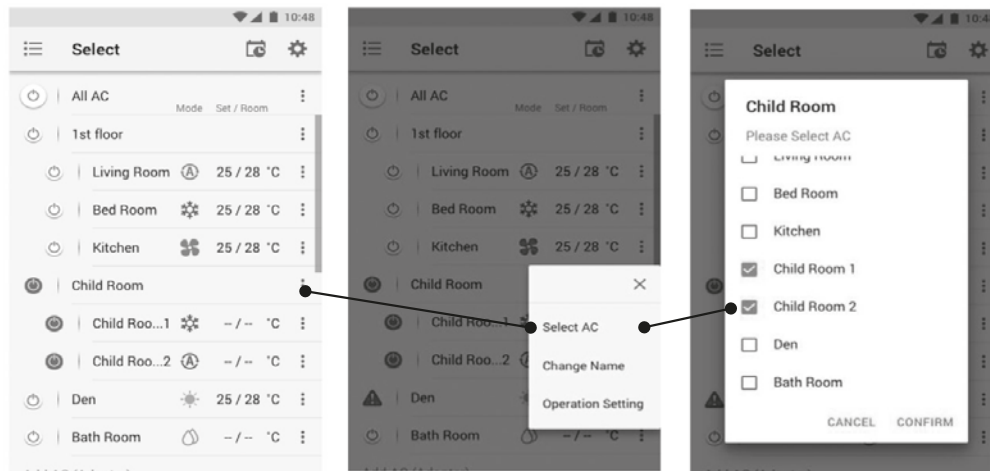 10:48
Select
All AC
Mode Set / Room
1st floor
Living Room A 25 / 28 °C
Bed Room 25 / 28 °C
Kitchen 25 / 28 °C
Child Room
Child Roo...1 -- / -- °C
Child Roo...2 A -- / -- °C
Den 25 / 28 °C
Bath Room -- / -- °C
10:48
Select
All AC
Mode Set / Room
1st floor
Living Room A 25 / 28 °C
Bed Room 25 / 28 °C
Kitchen 25 / 28 °C
Child Room
Child Roo...1
Child Roo...2
Den
Bath Room -- / -- °C
Select AC
Change Name
Operation Setting
10:48
Select
Child Room
Please Select AC
Living Room
Bed Room
Kitchen
Child Room 1
Child Room 2
Den
Bath Room
CANCEL CONFIRM